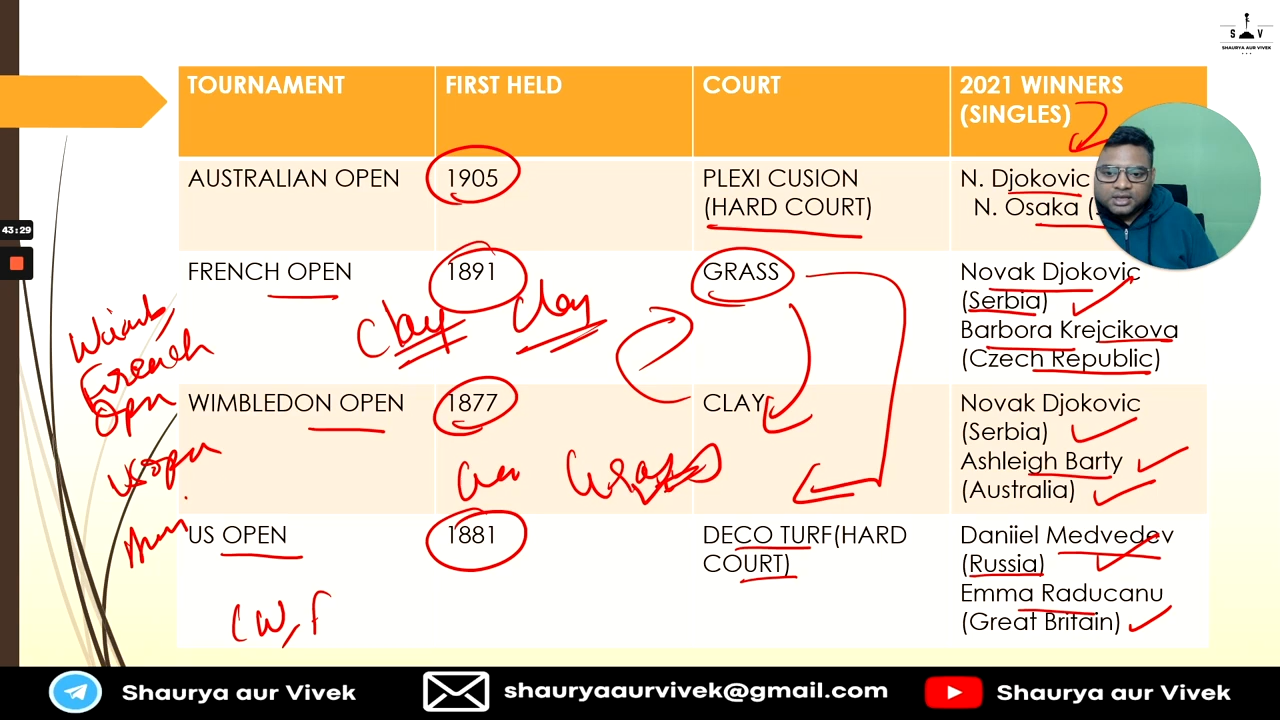 S V
SHAURYA AUR VIVEK
TOURNAMENT FIRST HELD COURT 2021 WINNERS
(SINGLES)
AUSTRALIAN OPEN 1905 PLEXI CUSION N. Djokovic
(HARD COURT) N. Osaka (
43:29
FRENCH OPEN 1891 GRASS Novak Djokovic
(Serbia)
Clay Clay
Barbora Krejcikova
(Czech Republic)
French
Open
WIMBLEDON OPEN 1877 CLAY Novak Djokovic
(Serbia)
Ashleigh Barty
(Australia)
US open
Grass
US OPEN 1881 DECO TURF(HARD Daniiel Medvedev
COURT) (Russia)
Emma Raducanu
(Great Britain)
(W, F
Shaurya aur Vivek shauryaaurvivek@gmail.com Shaurya aur Vivek